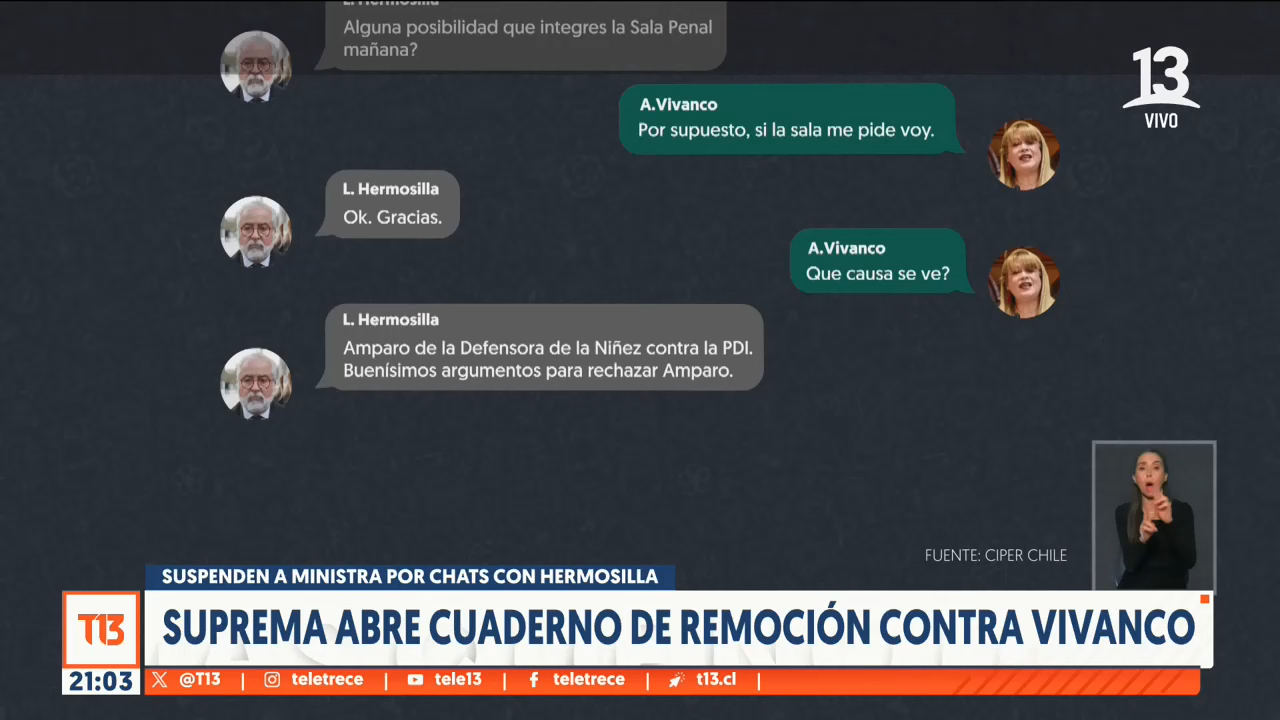 L. Hermosilla
Alguna posibilidad que integres la Sala Penal
mañana?
13
VIVO
A.Vivanco
Por supuesto, si la sala me pide voy.
L. Hermosilla
Ok. Gracias.
A.Vivanco
Que causa se ve?
L. Hermosilla
Amparo de la Defensora de la Niñez contra la PDI.
Buenísimos argumentos para rechazar Amparo.
FUENTE: CIPER CHILE
SUSPENDEN A MINISTRA POR CHATS CON HERMOSILLA
T13
SUPREMA ABRE CUADERNO DE REMOCIÓN CONTRA VIVANCO
21:03
@T13 | teletrece | tele13 | teletrece | t13.cl |